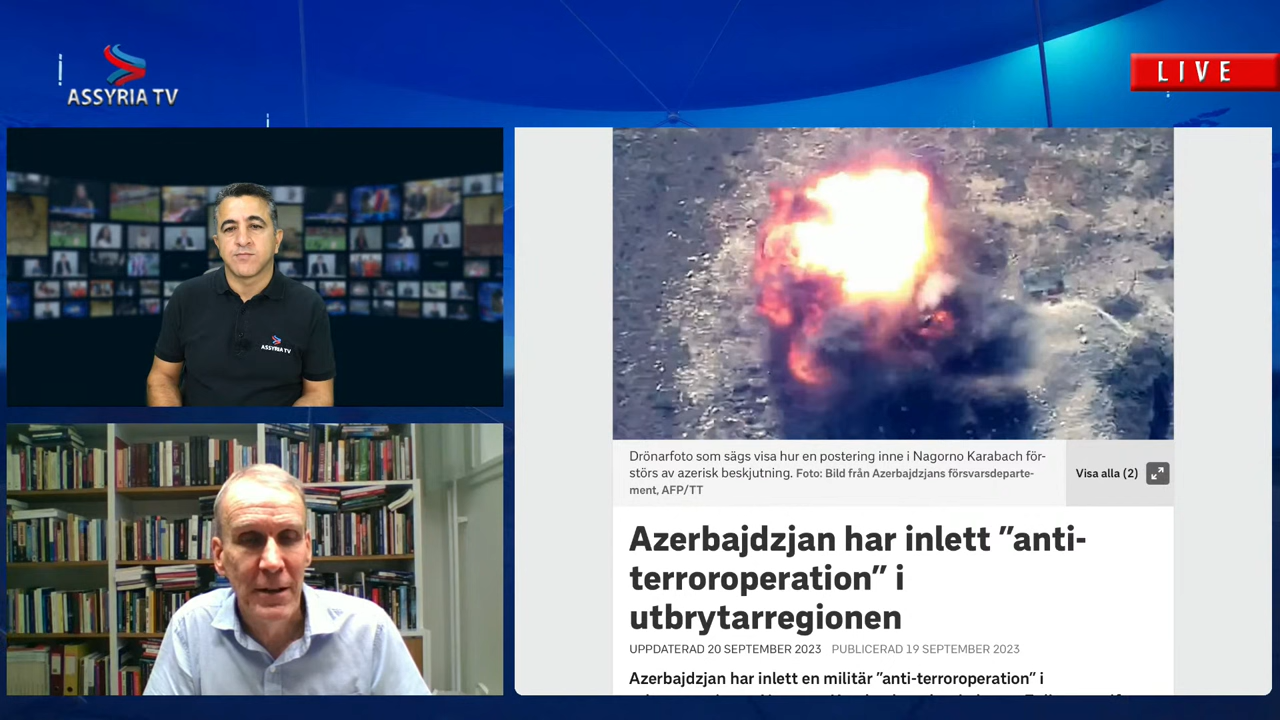 ASSYRIA TV
LIVE
ASSYRIA TV
Drönarfoto som sägs visa hur en postering inne i Nagorno Karabach för-
störs av azerisk beskjutning. Foto: Bild från Azerbajdzjans försvarsdeparte-
ment, AFP/TT
Visa alla (2)
Azerbajdzjan har inlett ”anti-
terroroperation” i
utbrytarregionen
UPPDATERAD 20 SEPTEMBER 2023 PUBLICERAD 19 SEPTEMBER 2023
Azerbajdzjan har inlett en militär ”anti-terroroperation” i